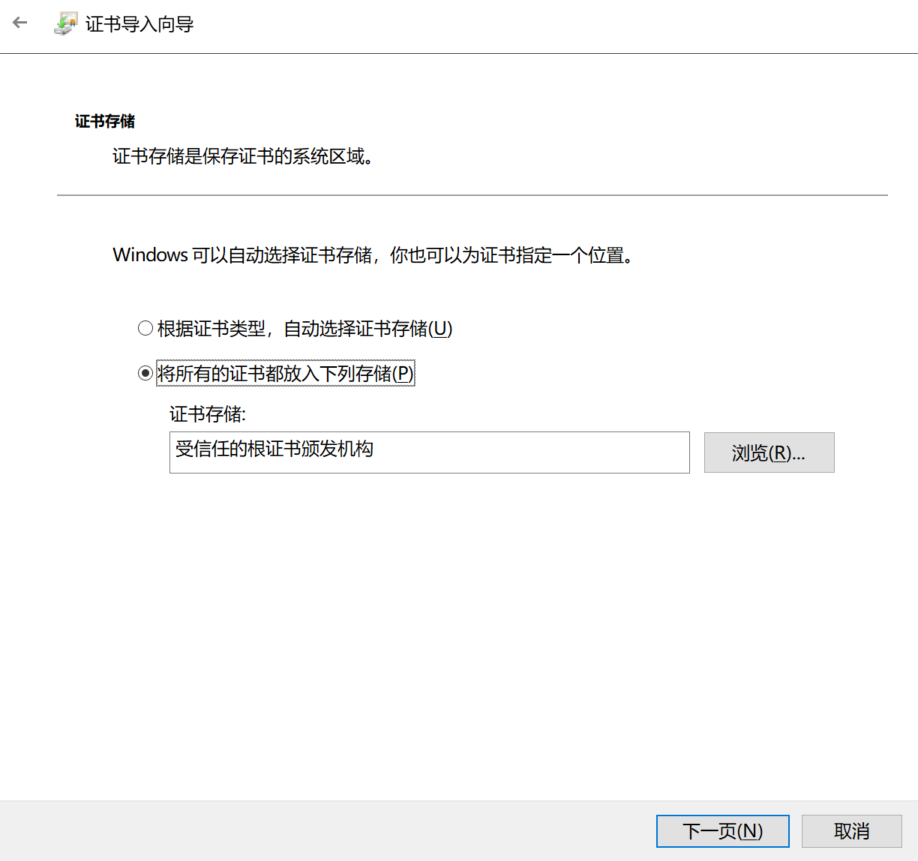 证书导入向导
证书存储
证书存储是保存证书的系统区域。
Windows 可以自动选择证书存储，你也可以为证书指定一个位置。
根据证书类型，自动选择证书存储(U)
将所有的证书都放入下列存储(P)
证书存储:
受信任的根证书颁发机构
浏览(R)...
下一页(N)
取消